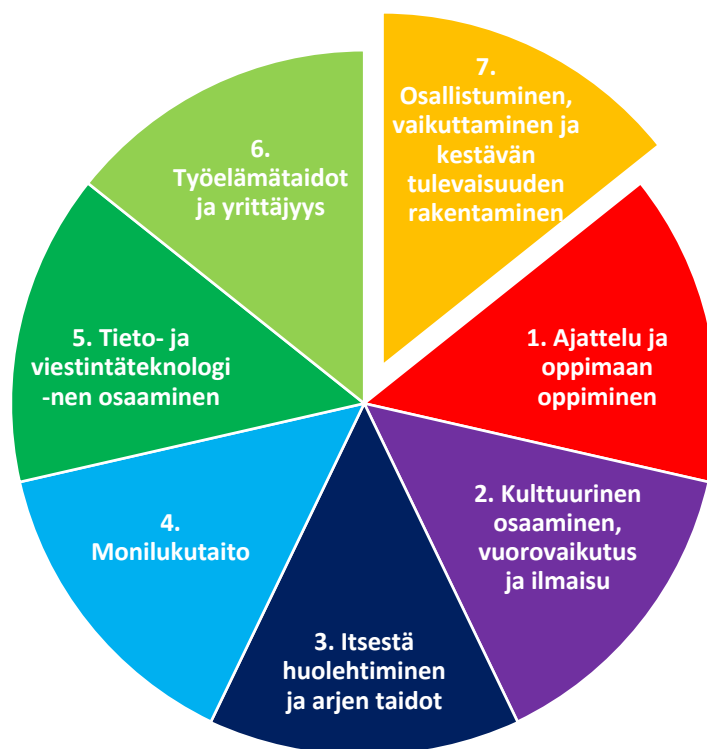 7.
Osallistuminen,
vaikuttaminen ja
kestävän
tulevaisuuden
rakentaminen
1. Ajattelu ja
oppimaan
oppiminen
2. Kulttuurinen
osaaminen,
vuorovaikutus
ja ilmaisu
3. Itsestä
huolehtiminen
ja arjen taidot
4.
Monilukutaito
5. Tieto- ja
viestintäteknologi
-nen osaaminen
6.
Työelämätaidot
ja yrittäjyys